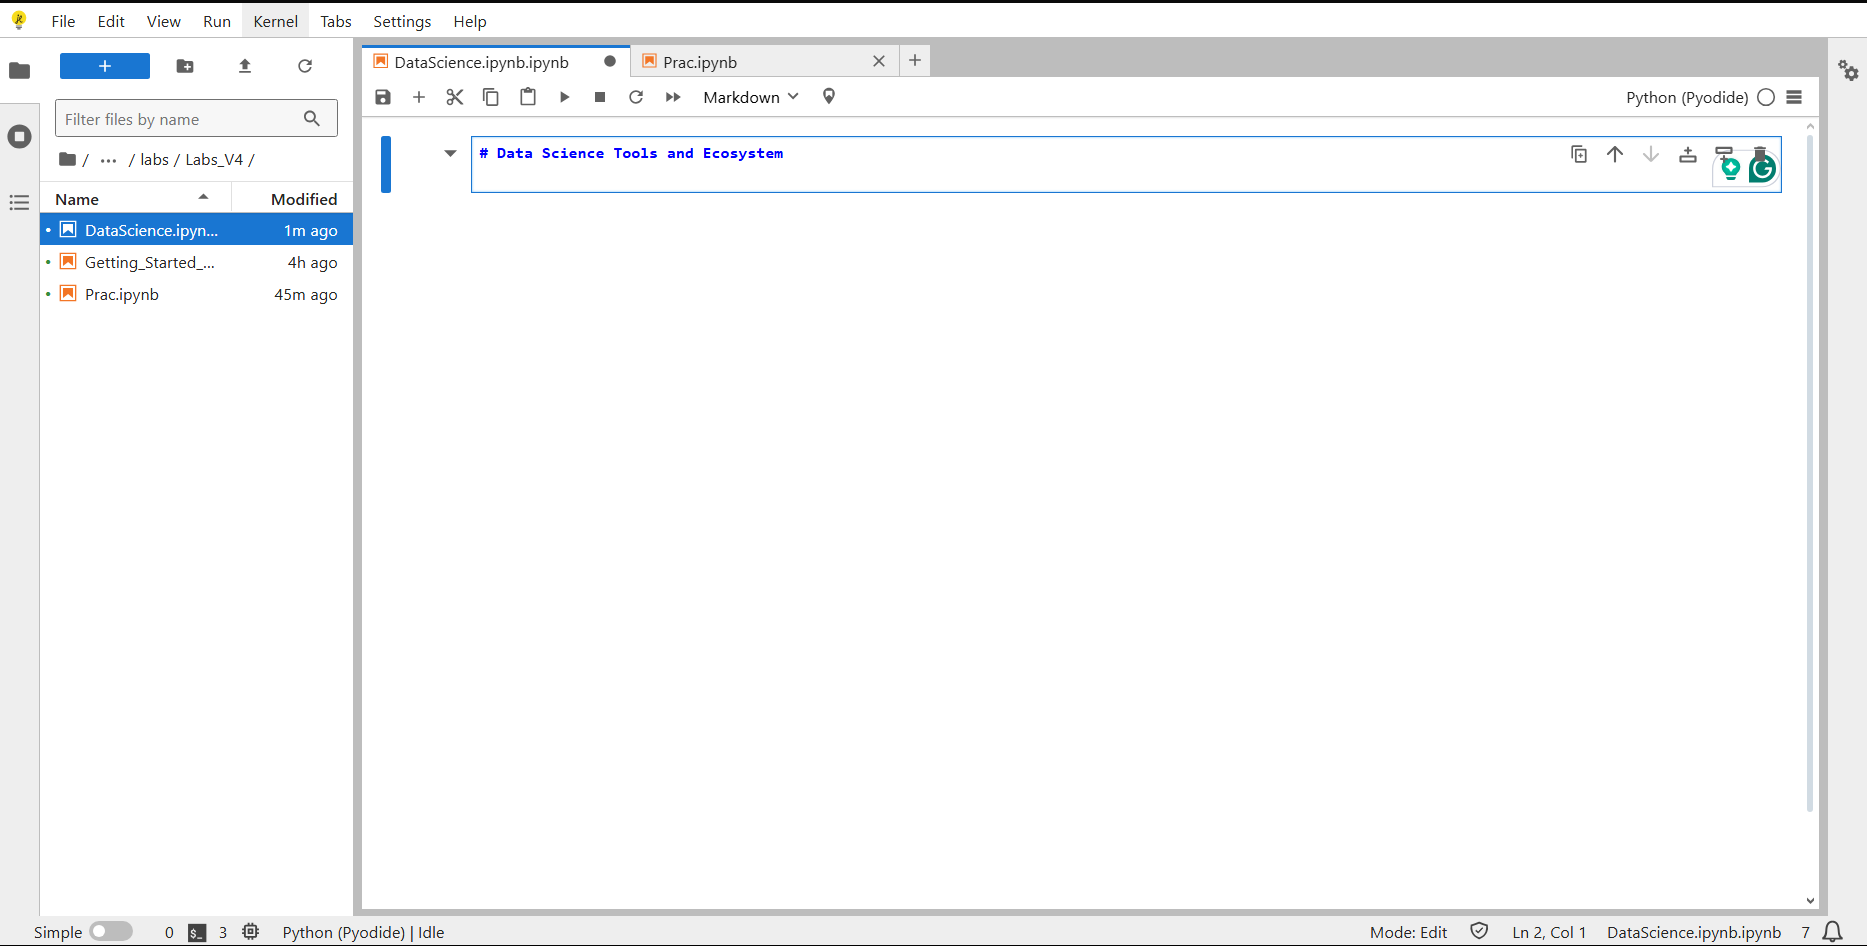 File Edit View Run Kernel Tabs Settings Help
DataScience.ipynb.ipynb
Prac.ipynb
Markdown
Python (Pyodide)
Filter files by name
/ ... / labs / Labs_V4 /
Name Modified
DataScience.ipyn... 1m ago
Getting_Started_... 4h ago
Prac.ipynb 45m ago
# Data Science Tools and Ecosystem
Simple 0 $_ 3 Python (Pyodide) | Idle Mode: Edit Ln 2, Col 1 DataScience.ipynb.ipynb 7